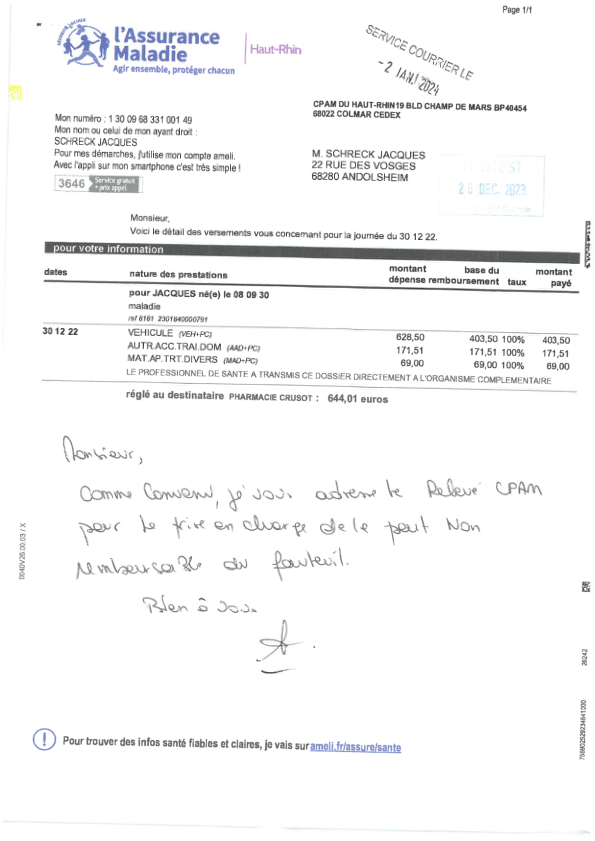 Page 1/1
l'Assurance
Maladie
Agir ensemble, protéger chacun
Haut-Rhin
SERVICE COURRIER LE
- 2 JAN. 2024
CPAM DU HAUT-RHIN19 BLD CHAMP DE MARS BP40454
68022 COLMAR CEDEX
Mon numéro : 1 30 09 68 331 001 49
Mon nom ou celui de mon ayant droit :
SCHRECK JACQUES
Pour mes démarches, j'utilise mon compte ameli.
Avec l'appli sur mon smartphone c'est très simple !
3646 Service gratuit + prix appel
M. SCHRECK JACQUES
22 RUE DES VOSGES
68280 ANDOLSHEIM
26 DEC. 2023
Monsieur,
Voici le détail des versements vous concernant pour la journée du 30 12 22.
pour votre information
dates nature des prestations montant dépense base du remboursement taux montant payé
pour JACQUES né(e) le 08 09 30
maladie
ref 6161 2301640000791
30 12 22 VEHICULE (VEH+PC) 628,50 403,50 100% 403,50
AUTR.ACC.TRAI.DOM (AAD+PC) 171,51 171,51 100% 171,51
MAT.AP.TRT.DIVERS (MAD+PC) 69,00 69,00 100% 69,00
LE PROFESSIONNEL DE SANTE A TRANSMIS CE DOSSIER DIRECTEMENT A L'ORGANISME COMPLEMENTAIRE
réglé au destinataire PHARMACIE CRUSOT : 644,01 euros
Monsieur,
Comme Convenu, je vous adresse le Relevé CPAM
pour la prise en charge de la part Non
remboursable du fauteuil.
Bien à vous
0640V26.00.03 / X
26242
Pour trouver des infos santé fiables et claires, je vais sur ameli.fr/assure/sante